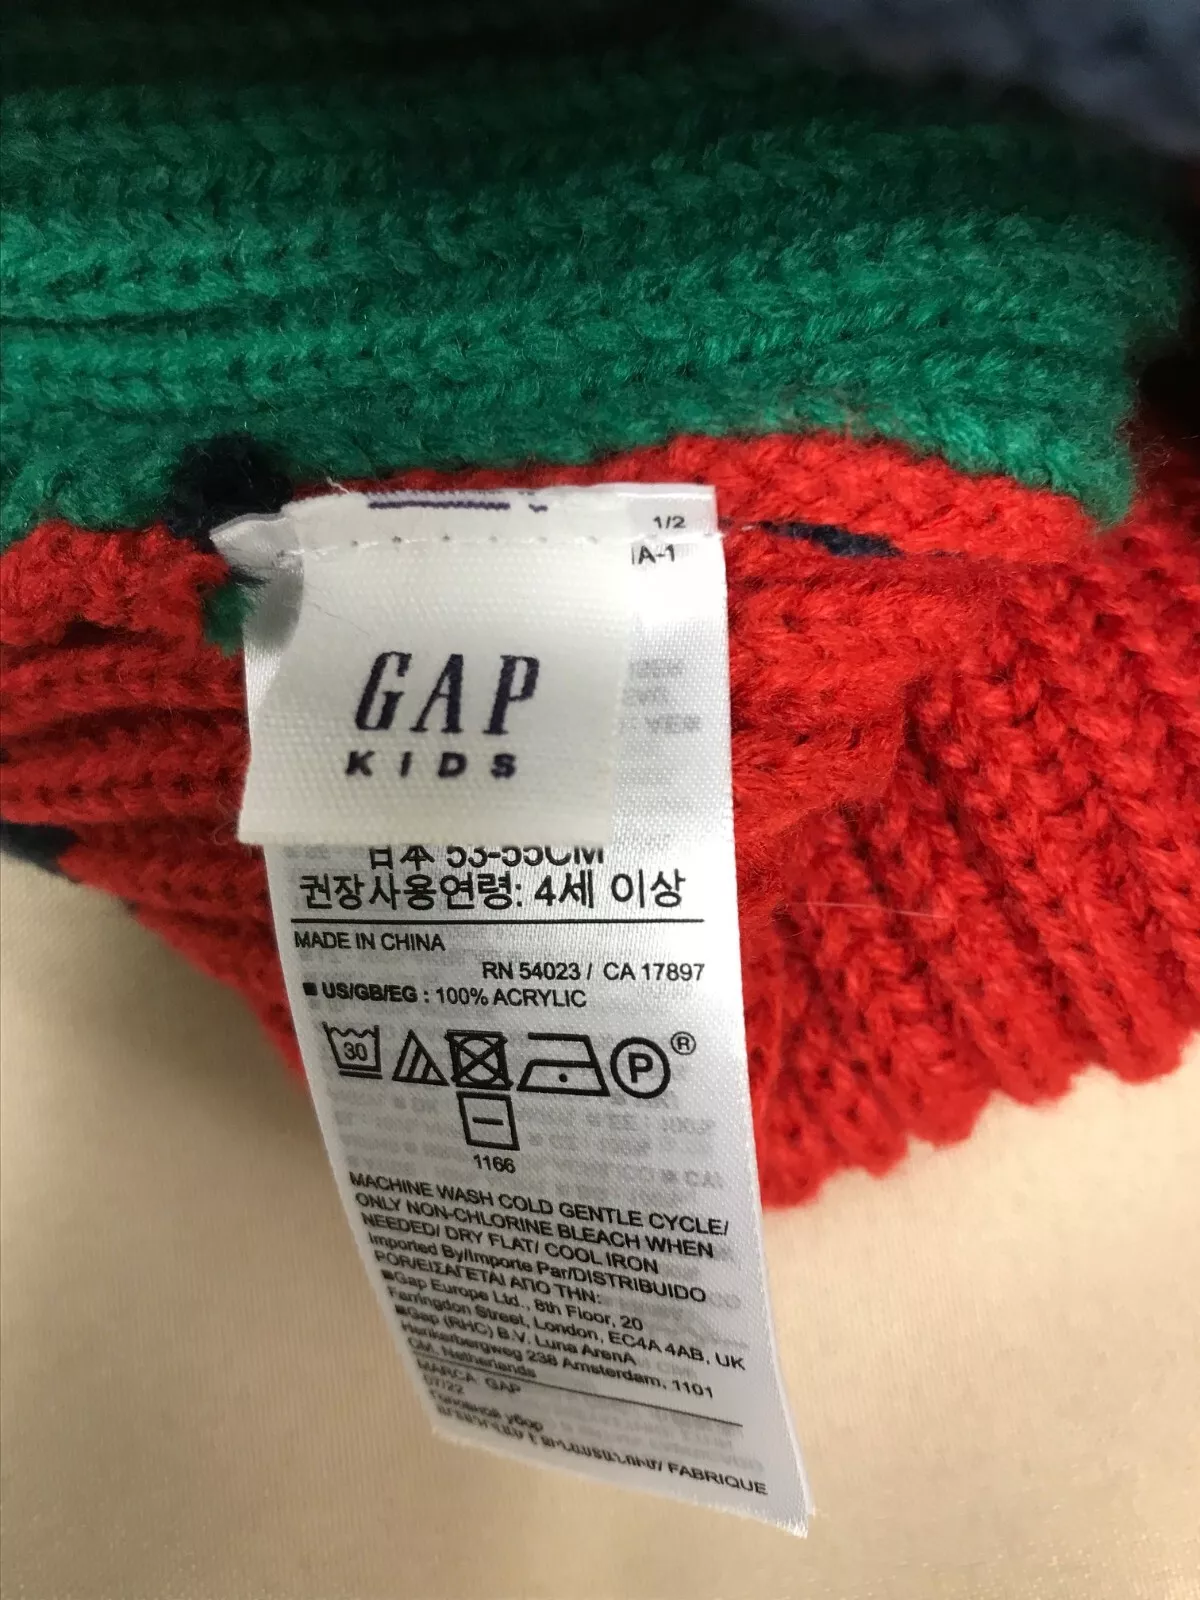 1/2
A-1
GAP
KIDS
日本 53-55CM
권장사용연령: 4세 이상
MADE IN CHINA
RN 54023 / CA 17897
■ US/GB/EG : 100% ACRYLIC
30
P ®
1166
MACHINE WASH COLD GENTLE CYCLE/
ONLY NON-CHLORINE BLEACH WHEN
NEEDED/ DRY FLAT/ COOL IRON
Imported By/Importe Par/DISTRIBUIDO
POR/ΕΙΣΑΓΕΤΑΙ ΑΠΟ ΤΗΝ:
■Gap Europe Ltd., 8th Floor, 20
Farringdon Street, London, EC4A 4AB, UK
■Gap (RHC) B.V. Luna ArenA
Herikerbergweg 238 Amsterdam, 1101
CM, Netherlands
MARCA: GAP
07/22
Головной убор
/ FABRIQUE